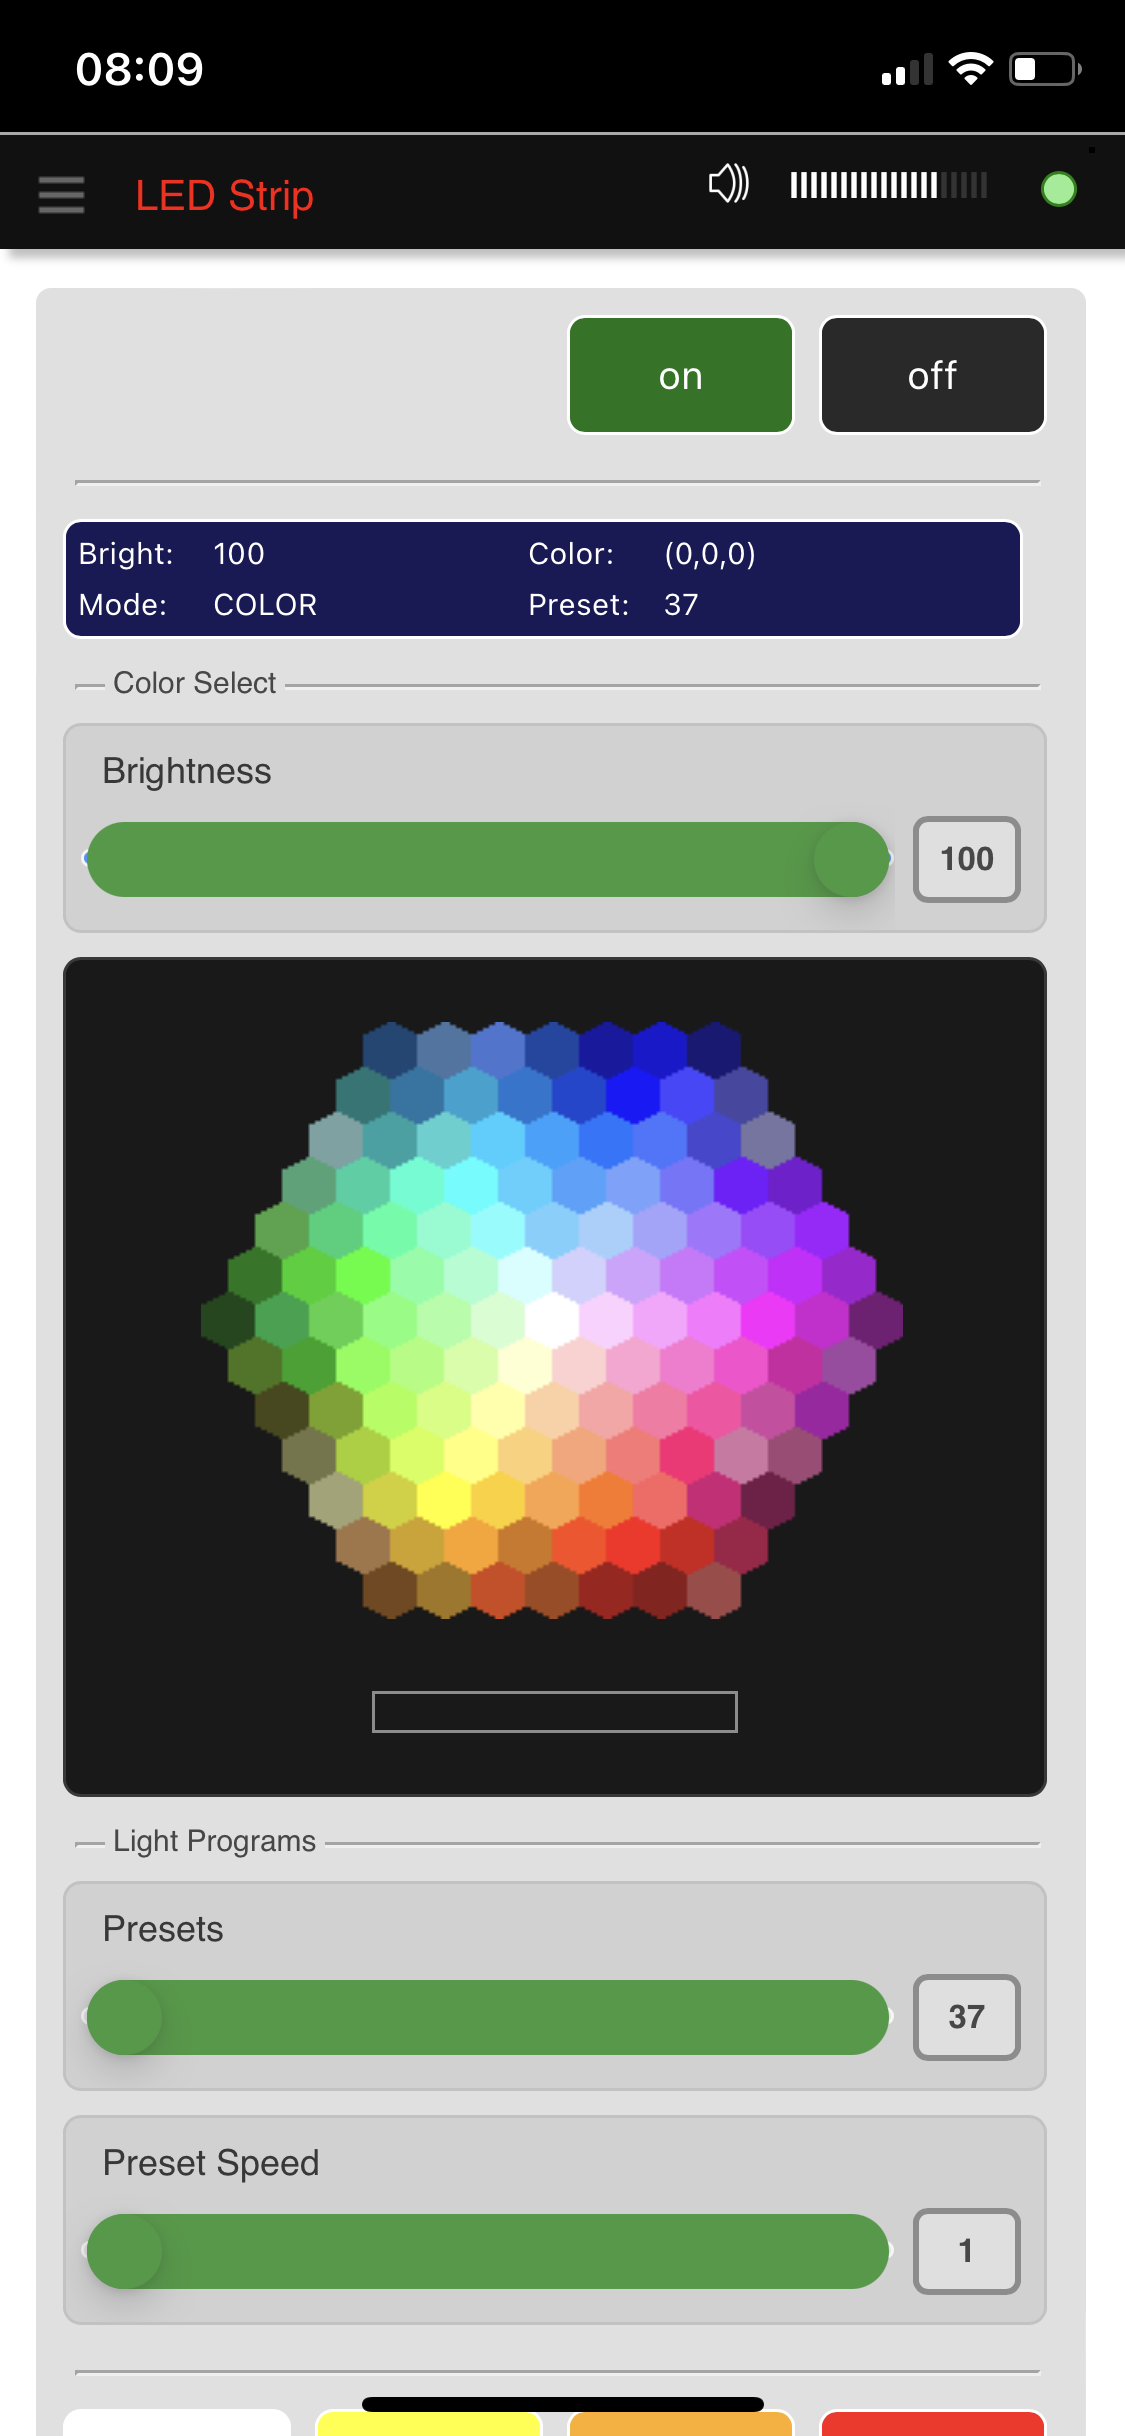 08:09
LED Strip
on
off
Bright: 100 Color: (0,0,0)
Mode: COLOR Preset: 37
Color Select
Brightness
100
Light Programs
Presets
37
Preset Speed
1